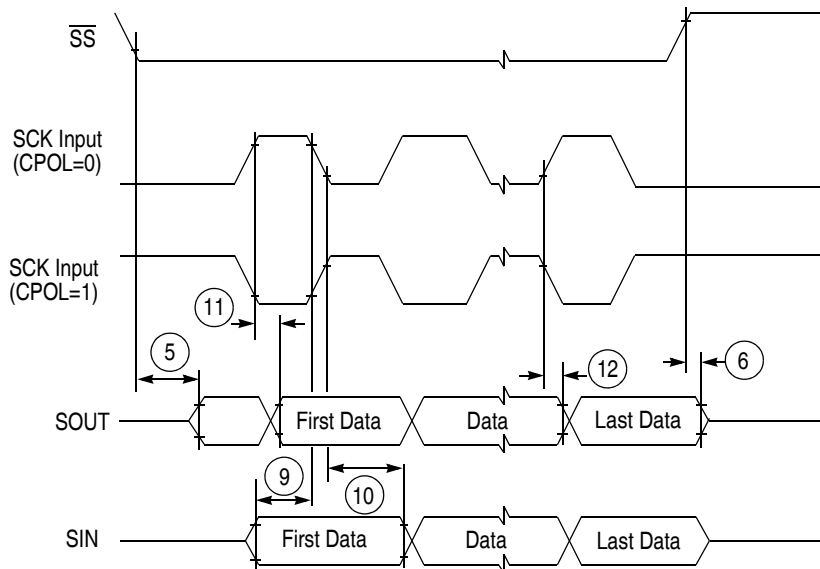 SS
SCK Input
(CPOL=0)
SCK Input
(CPOL=1)
11
5
12
6
SOUT
First Data
Data
Last Data
9
10
SIN
First Data
Data
Last Data